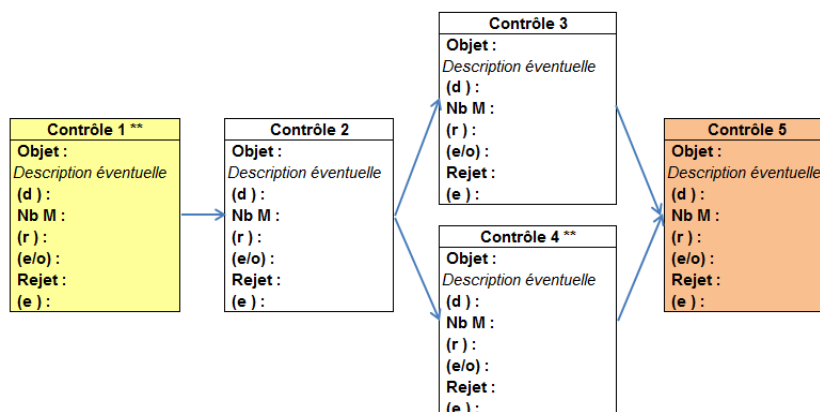 Contrôle 1 **
Objet :
Description éventuelle
(d ) :
Nb M :
(r ) :
(e/o) :
Rejet :
(e ) :
Contrôle 2
Objet :
Description éventuelle
(d ) :
Nb M :
(r ) :
(e/o) :
Rejet :
(e ) :
Contrôle 3
Objet :
Description éventuelle
(d ) :
Nb M :
(r ) :
(e/o) :
Rejet :
(e ) :
Contrôle 4 **
Objet :
Description éventuelle
(d ) :
Nb M :
(r ) :
(e/o) :
Rejet :
(e ) :
Contrôle 5
Objet :
Description éventuelle
(d ) :
Nb M :
(r ) :
(e/o) :
Rejet :
(e ) :